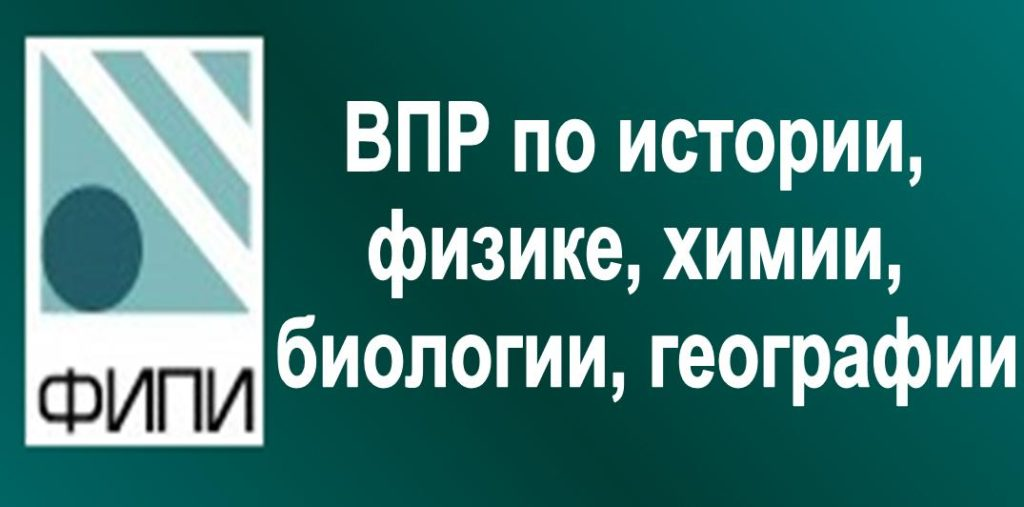 ВПР по истории,
физике, химии,
биологии, географии
ФИПИ